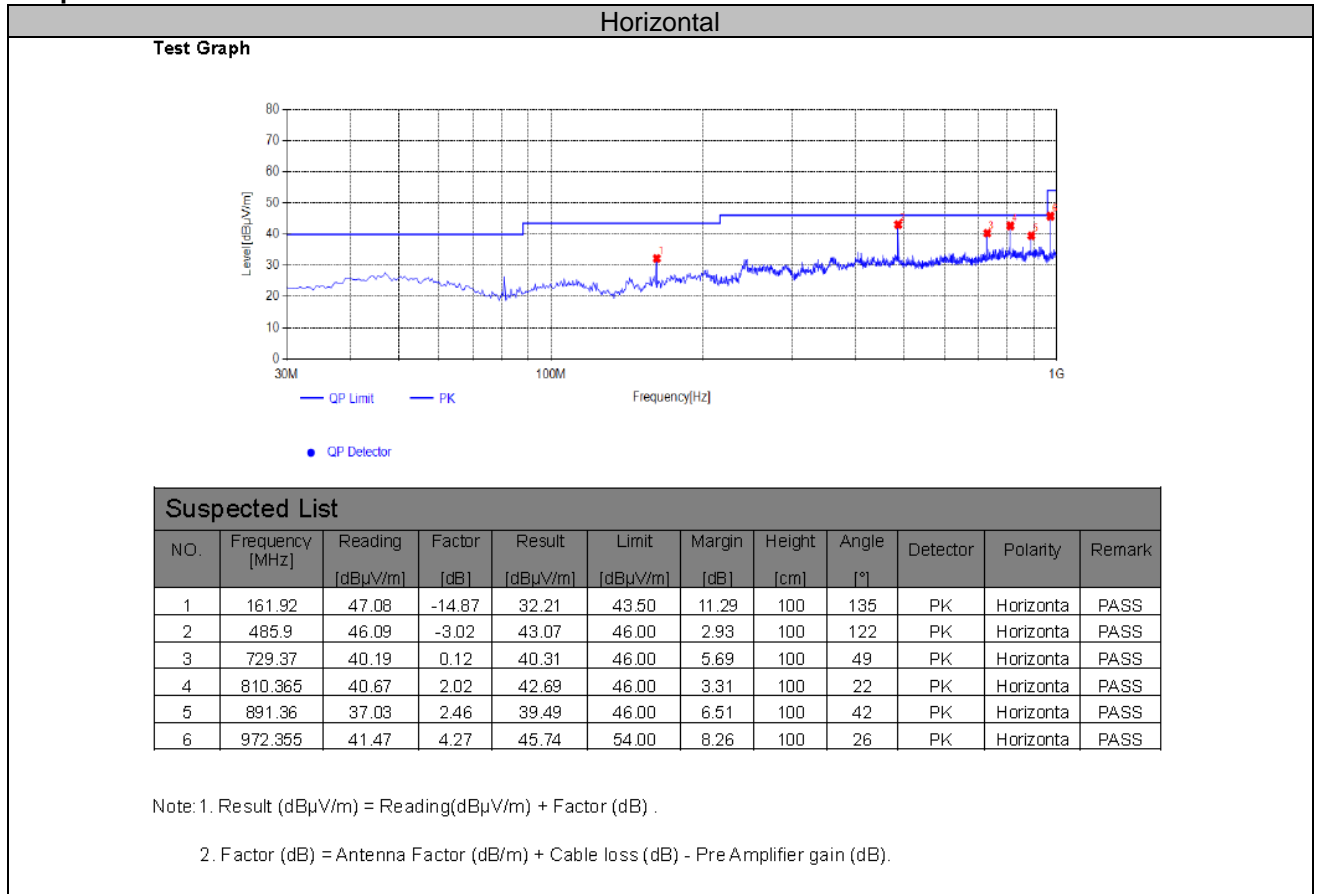 Horizontal
Test Graph
80
70
60
50
40
30
20
10
0
Level[dBµV/m]
1
2
3
4
5
30M
100M
1G
Frequency[Hz]
QP Limit
PK
QP Detector
Suspected List
NO. Frequency [MHz] Reading [dBµV/m] Factor [dB] Result [dBµV/m] Limit [dBµV/m] Margin [dB] Height [cm] Angle [°] Detector Polarity Remark
1 161.92 47.08 -14.87 32.21 43.50 11.29 100 135 PK Horizonta PASS
2 485.9 46.09 -3.02 43.07 46.00 2.93 100 122 PK Horizonta PASS
3 729.37 40.19 0.12 40.31 46.00 5.69 100 49 PK Horizonta PASS
4 810.365 40.67 2.02 42.69 46.00 3.31 100 22 PK Horizonta PASS
5 891.36 37.03 2.46 39.49 46.00 6.51 100 42 PK Horizonta PASS
6 972.355 41.47 4.27 45.74 54.00 8.26 100 26 PK Horizonta PASS
Note: 1. Result (dBµV/m) = Reading(dBµV/m) + Factor (dB) .
2. Factor (dB) = Antenna Factor (dB/m) + Cable loss (dB) - Pre Amplifier gain (dB).